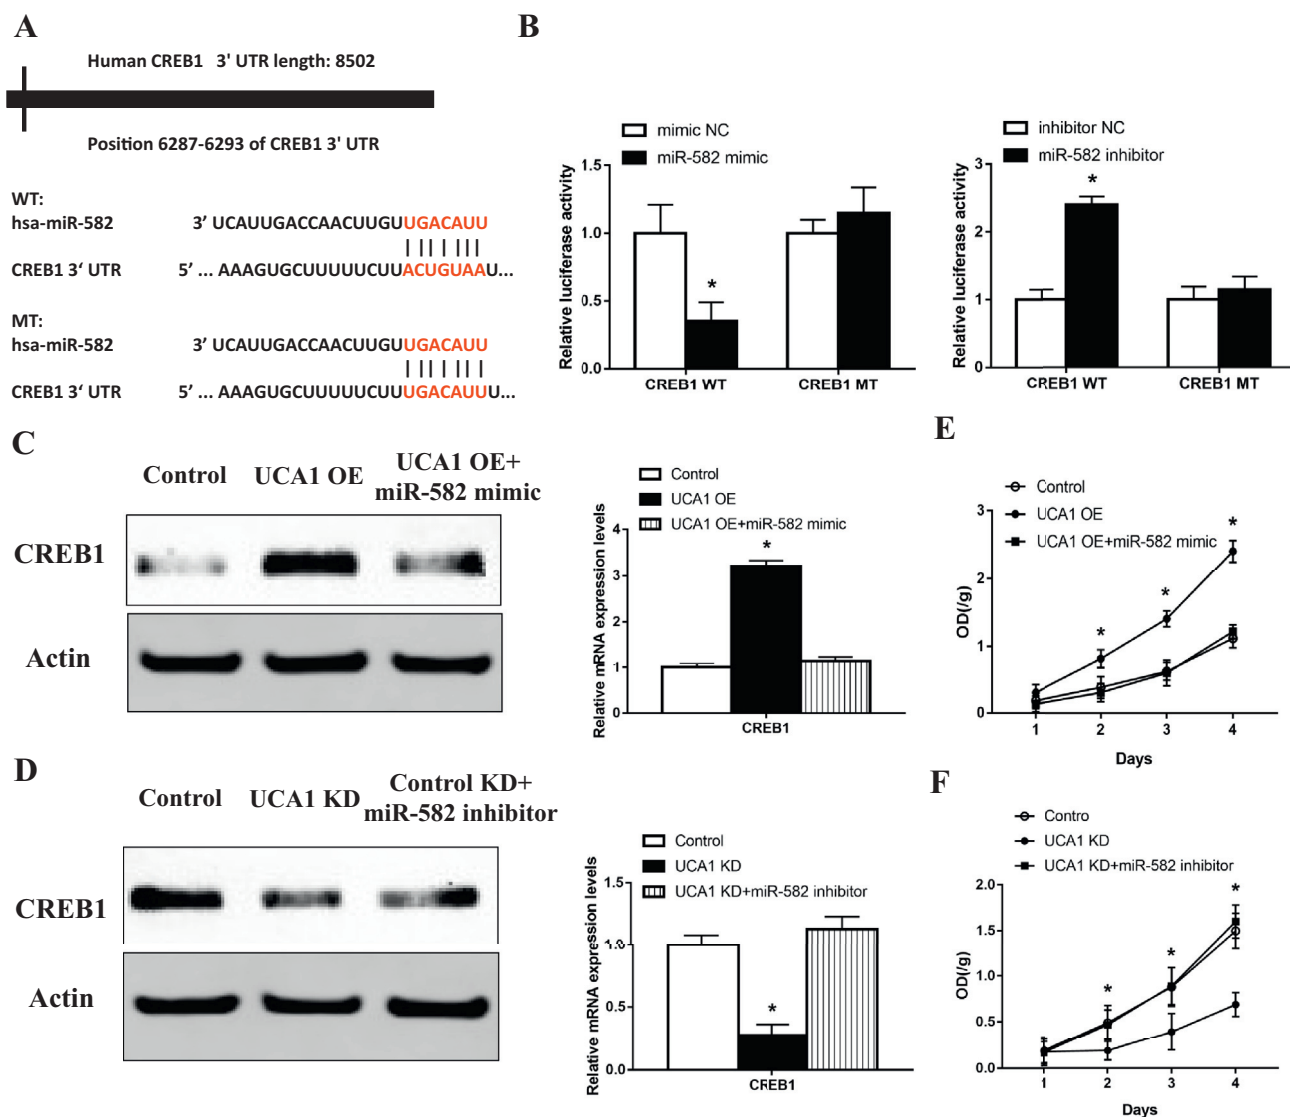 A
Human CREB1 3' UTR length: 8502
Position 6287-6293 of CREB1 3' UTR
WT:
hsa-miR-582 3’ UCAUUGACCAACUUGUUGACAUU
CREB1 3‘ UTR 5’ ... AAAGUGCUUUUUCUUACUGUAAU...
MT:
hsa-miR-582 3’ UCAUUGACCAACUUGUUGACAUU
CREB1 3‘ UTR 5’ ... AAAGUGCUUUUUCUUUGACAUUU...
B
mimic NC
miR-582 mimic
Relative luciferase activity
1.5
1.0
0.5
0.0
*
CREB1 WT CREB1 MT
inhibitor NC
miR-582 inhibitor
Relative luciferase activity
3
2
1
0
*
CREB1 WT CREB1 MT
C
Control UCA1 OE UCA1 OE+
miR-582 mimic
CREB1
Actin
Control
UCA1 OE
UCA1 OE+miR-582 mimic
Relative mRNA expression levels
4
3
2
1
0
*
CREB1
E
Control
UCA1 OE
UCA1 OE+miR-582 mimic
OD(/g)
3
2
1
0
* * *
1 2 3 4
Days
D
Control UCA1 KD Control KD+
miR-582 inhibitor
CREB1
Actin
Control
UCA1 KD
UCA1 KD+miR-582 inhibitor
Relative mRNA expression levels
1.5
1.0
0.5
0.0
*
CREB1
F
Contro
UCA1 KD
UCA1 KD+miR-582 inhibitor
OD(/g)
2.0
1.5
1.0
0.5
0.0
* * *
1 2 3 4
Days